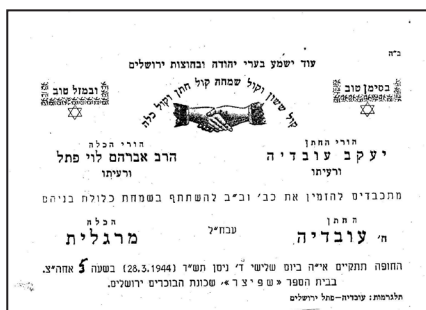 ב"ה
עוד ישמע בערי יהודה ובחוצות ירושלים
קול ששון וקול שמחה קול חתן וקול כלה
בסימן טוב
ובמזל טוב
הורי החתן
יעקב עובדיה
ורעיתו
הורי הכלה
הרב אברהם לוי פתל
ורעיתו
מתכבדים להזמין את כב' וב"ב להשתתף בשמחת כלולת בניהם
החתן
ה' עובדיה
עב"ל
הכלה
מרגלית
החופה תתקיים אי"ה ביום שלישי ד' ניסן תש"ד (28.3.1944) בשעה 5 אחה"צ.
בבית הספר «שפיצר», שכונת הבוכרים ירושלים.
תלגרמות: עובדיה–פתל ירושלים